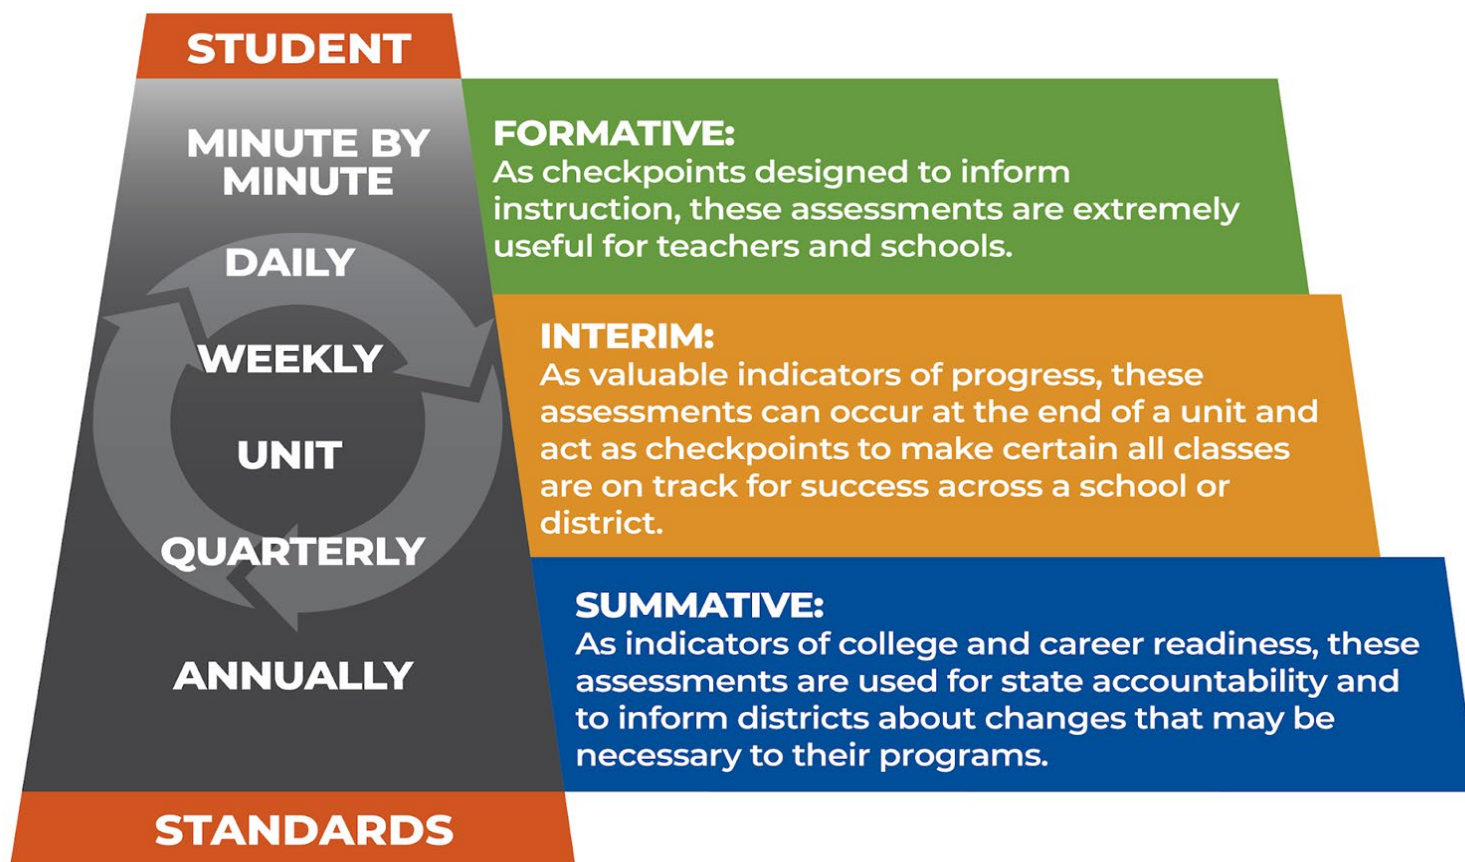 STUDENT
MINUTE BY
MINUTE
DAILY
WEEKLY
UNIT
QUARTERLY
ANNUALLY
STANDARDS
FORMATIVE:
As checkpoints designed to inform
instruction, these assessments are extremely
useful for teachers and schools.
INTERIM:
As valuable indicators of progress, these
assessments can occur at the end of a unit and
act as checkpoints to make certain all classes
are on track for success across a school or
district.
SUMMATIVE:
As indicators of college and career readiness, these
assessments are used for state accountability and
to inform districts about changes that may be
necessary to their programs.